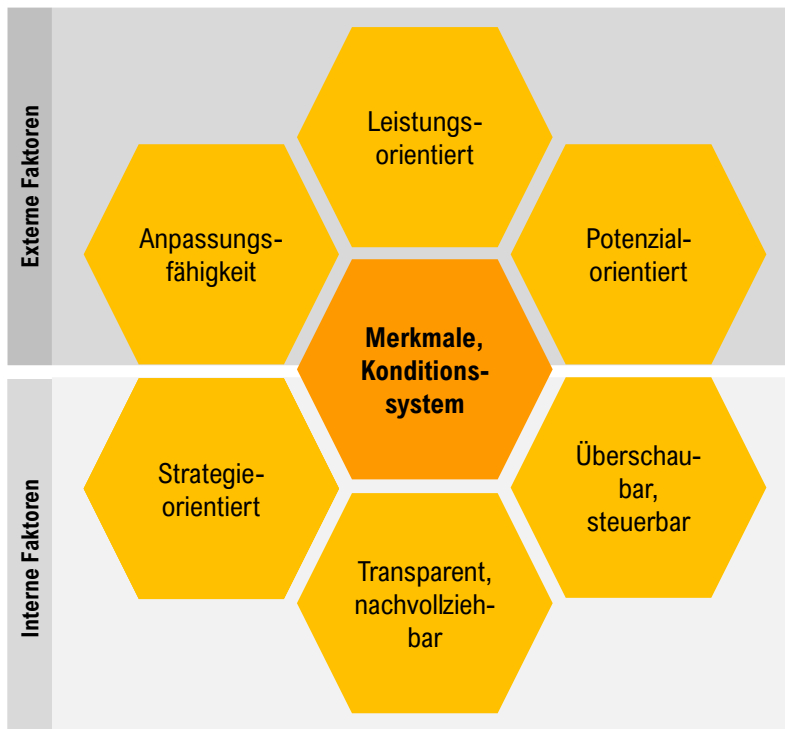 Externe Faktoren
Leistungs-
orientiert
Anpassungs-
fähigkeit
Potenzial-
orientiert
Merkmale,
Konditions-
system
Interne Faktoren
Strategie-
orientiert
Überschau-
bar,
steuerbar
Transparent,
nachvollzieh-
bar